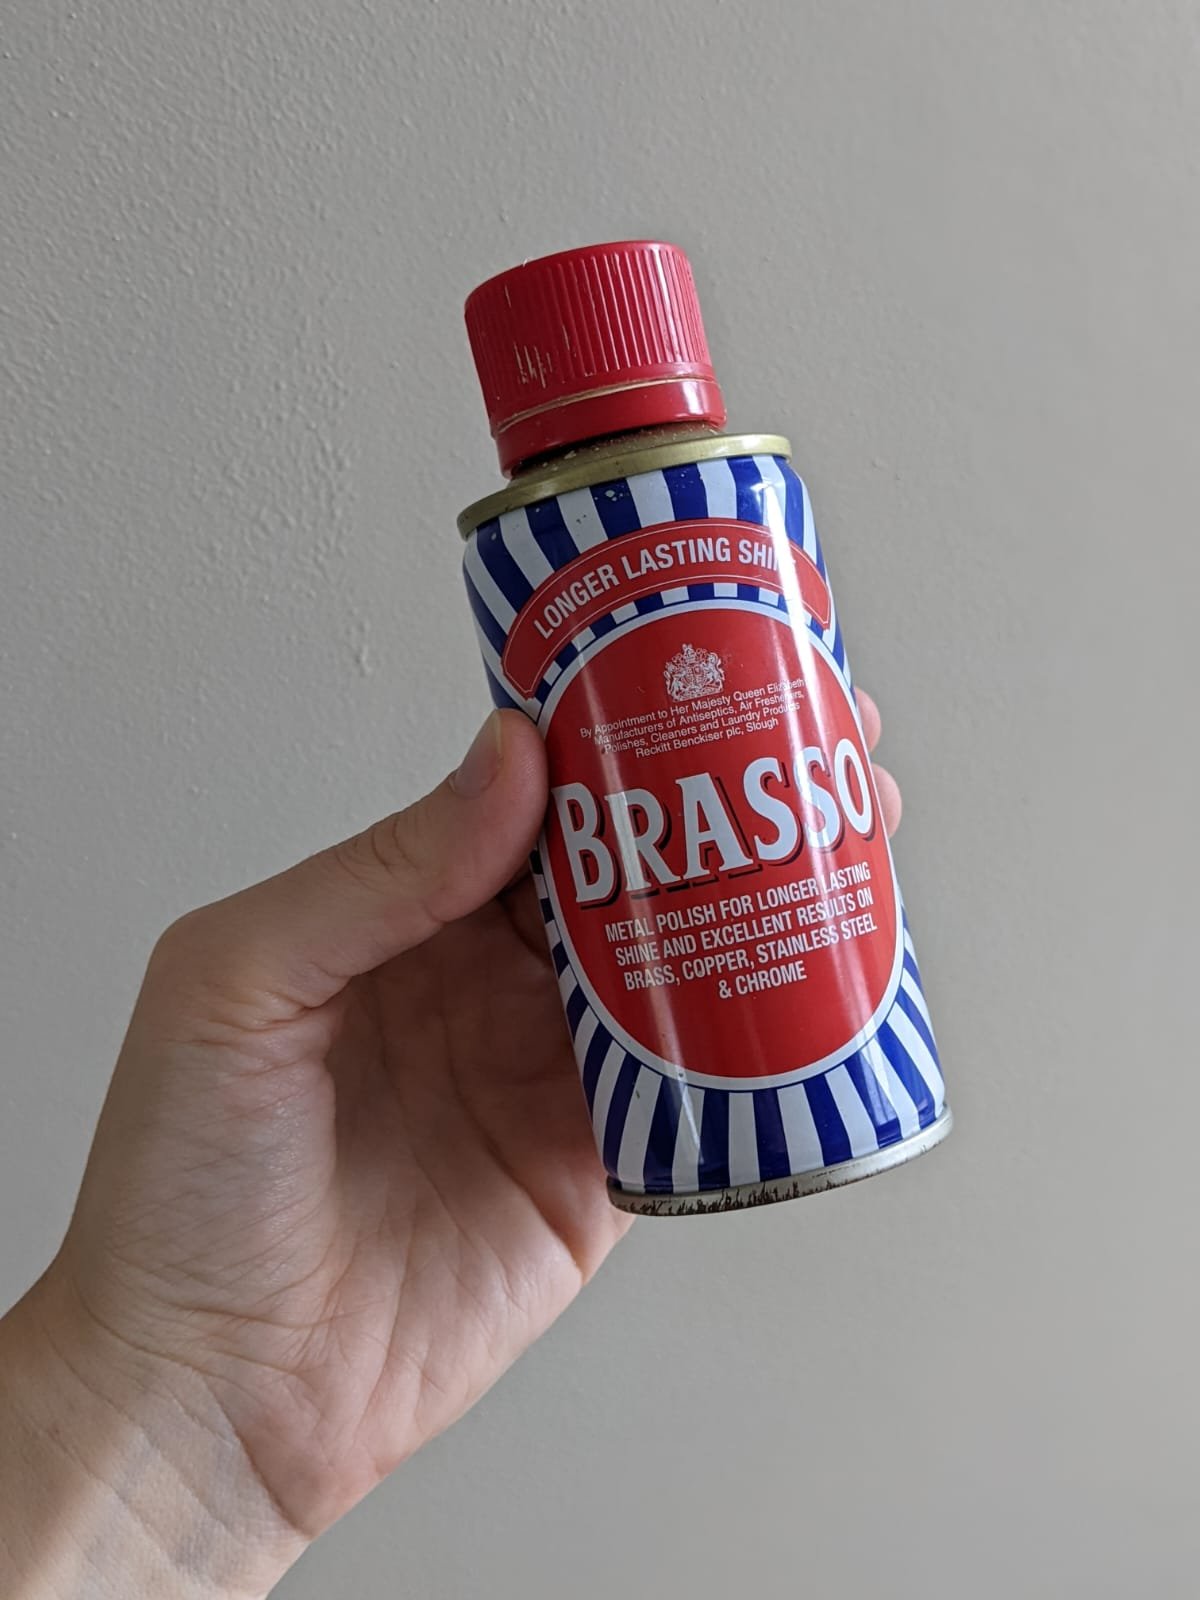 LONGER LASTING
By Appointment to Her Majesty Queen Elizabeth
Manufacturers of Antiseptics, Air Fresheners,
Polishes, Cleaners and Laundry Products
Reckitt Benckiser plc, Slough
BRASSO
METAL POLISH FOR LONGER LASTING
SHINE AND EXCELLENT RESULTS ON
BRASS, COPPER, STAINLESS STEEL
& CHROME